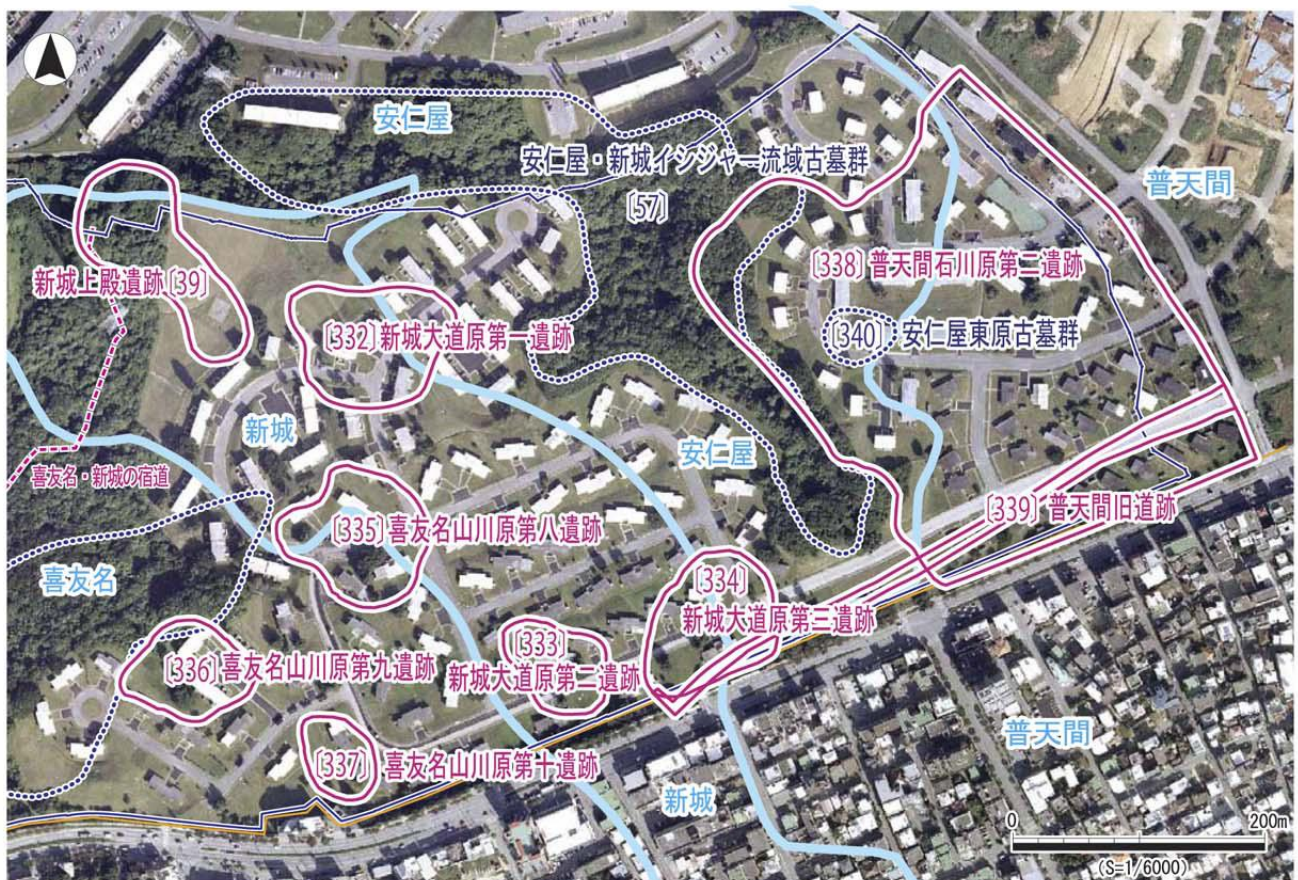 安仁屋
安仁屋・新城イシジャー流域古墓群
[57]
普天間
新城上殿遺跡[39]
[338]普天間石川原第二遺跡
[332]新城大道原第一遺跡
[340]安仁屋東原古墓群
新城
安仁屋
喜友名・新城の宿道
[339]普天間旧道跡
[335]喜友名山川原第八遺跡
喜友名
[334]
新城大道原第三遺跡
[333]
新城大道原第二遺跡
[336]喜友名山川原第九遺跡
普天間
[337]喜友名山川原第十遺跡
新城
0 200m
(S=1/6000)